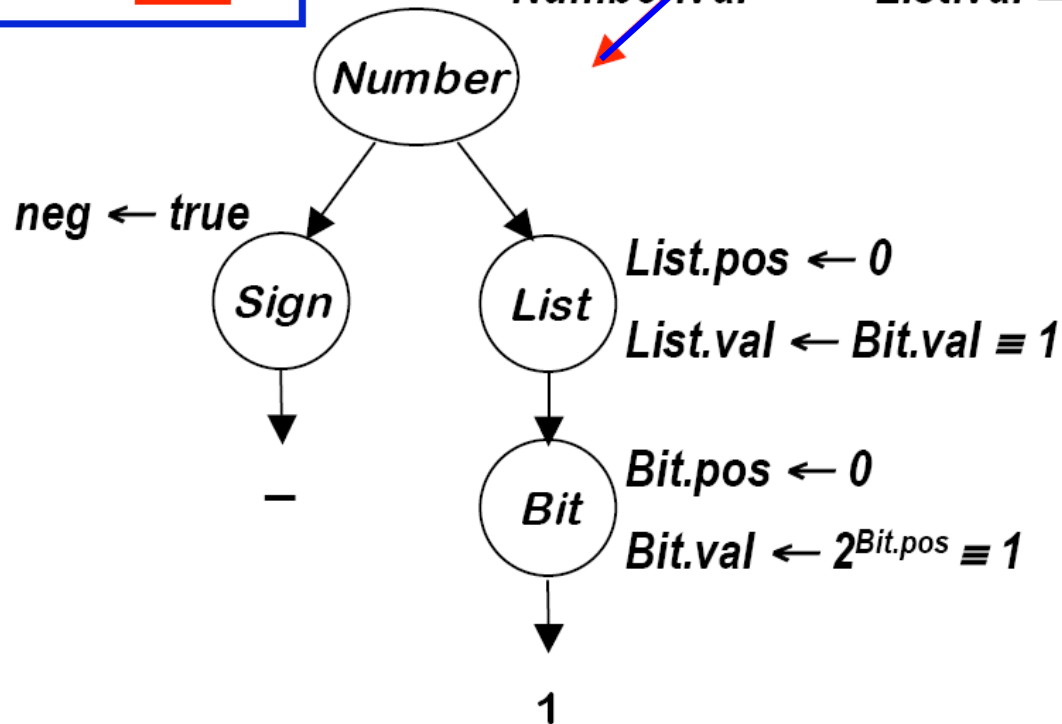 Number
neg ← true
Sign
List
List.pos ← 0
List.val ← Bit.val ≡ 1
–
Bit
Bit.pos ← 0
Bit.val ← 2^Bit.pos ≡ 1
1